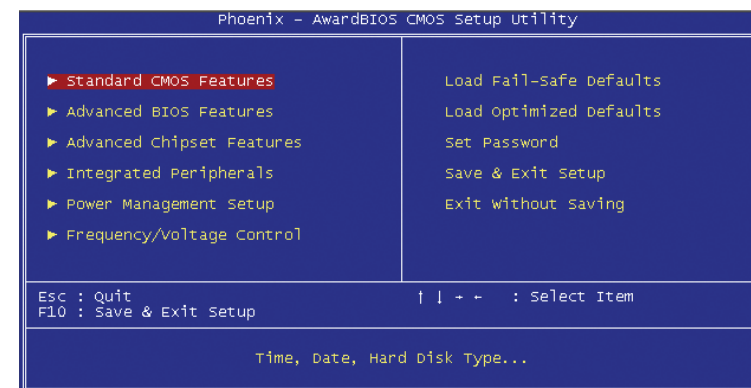 Phoenix - AwardBIOS CMOS Setup Utility
► Standard CMOS Features
► Advanced BIOS Features
► Advanced Chipset Features
► Integrated Peripherals
► Power Management Setup
► Frequency/Voltage Control
Load Fail-Safe Defaults
Load Optimized Defaults
Set Password
Save & Exit Setup
Exit Without Saving
Esc : Quit
F10 : Save & Exit Setup
↑ ↓ → ← : Select Item
Time, Date, Hard Disk Type...